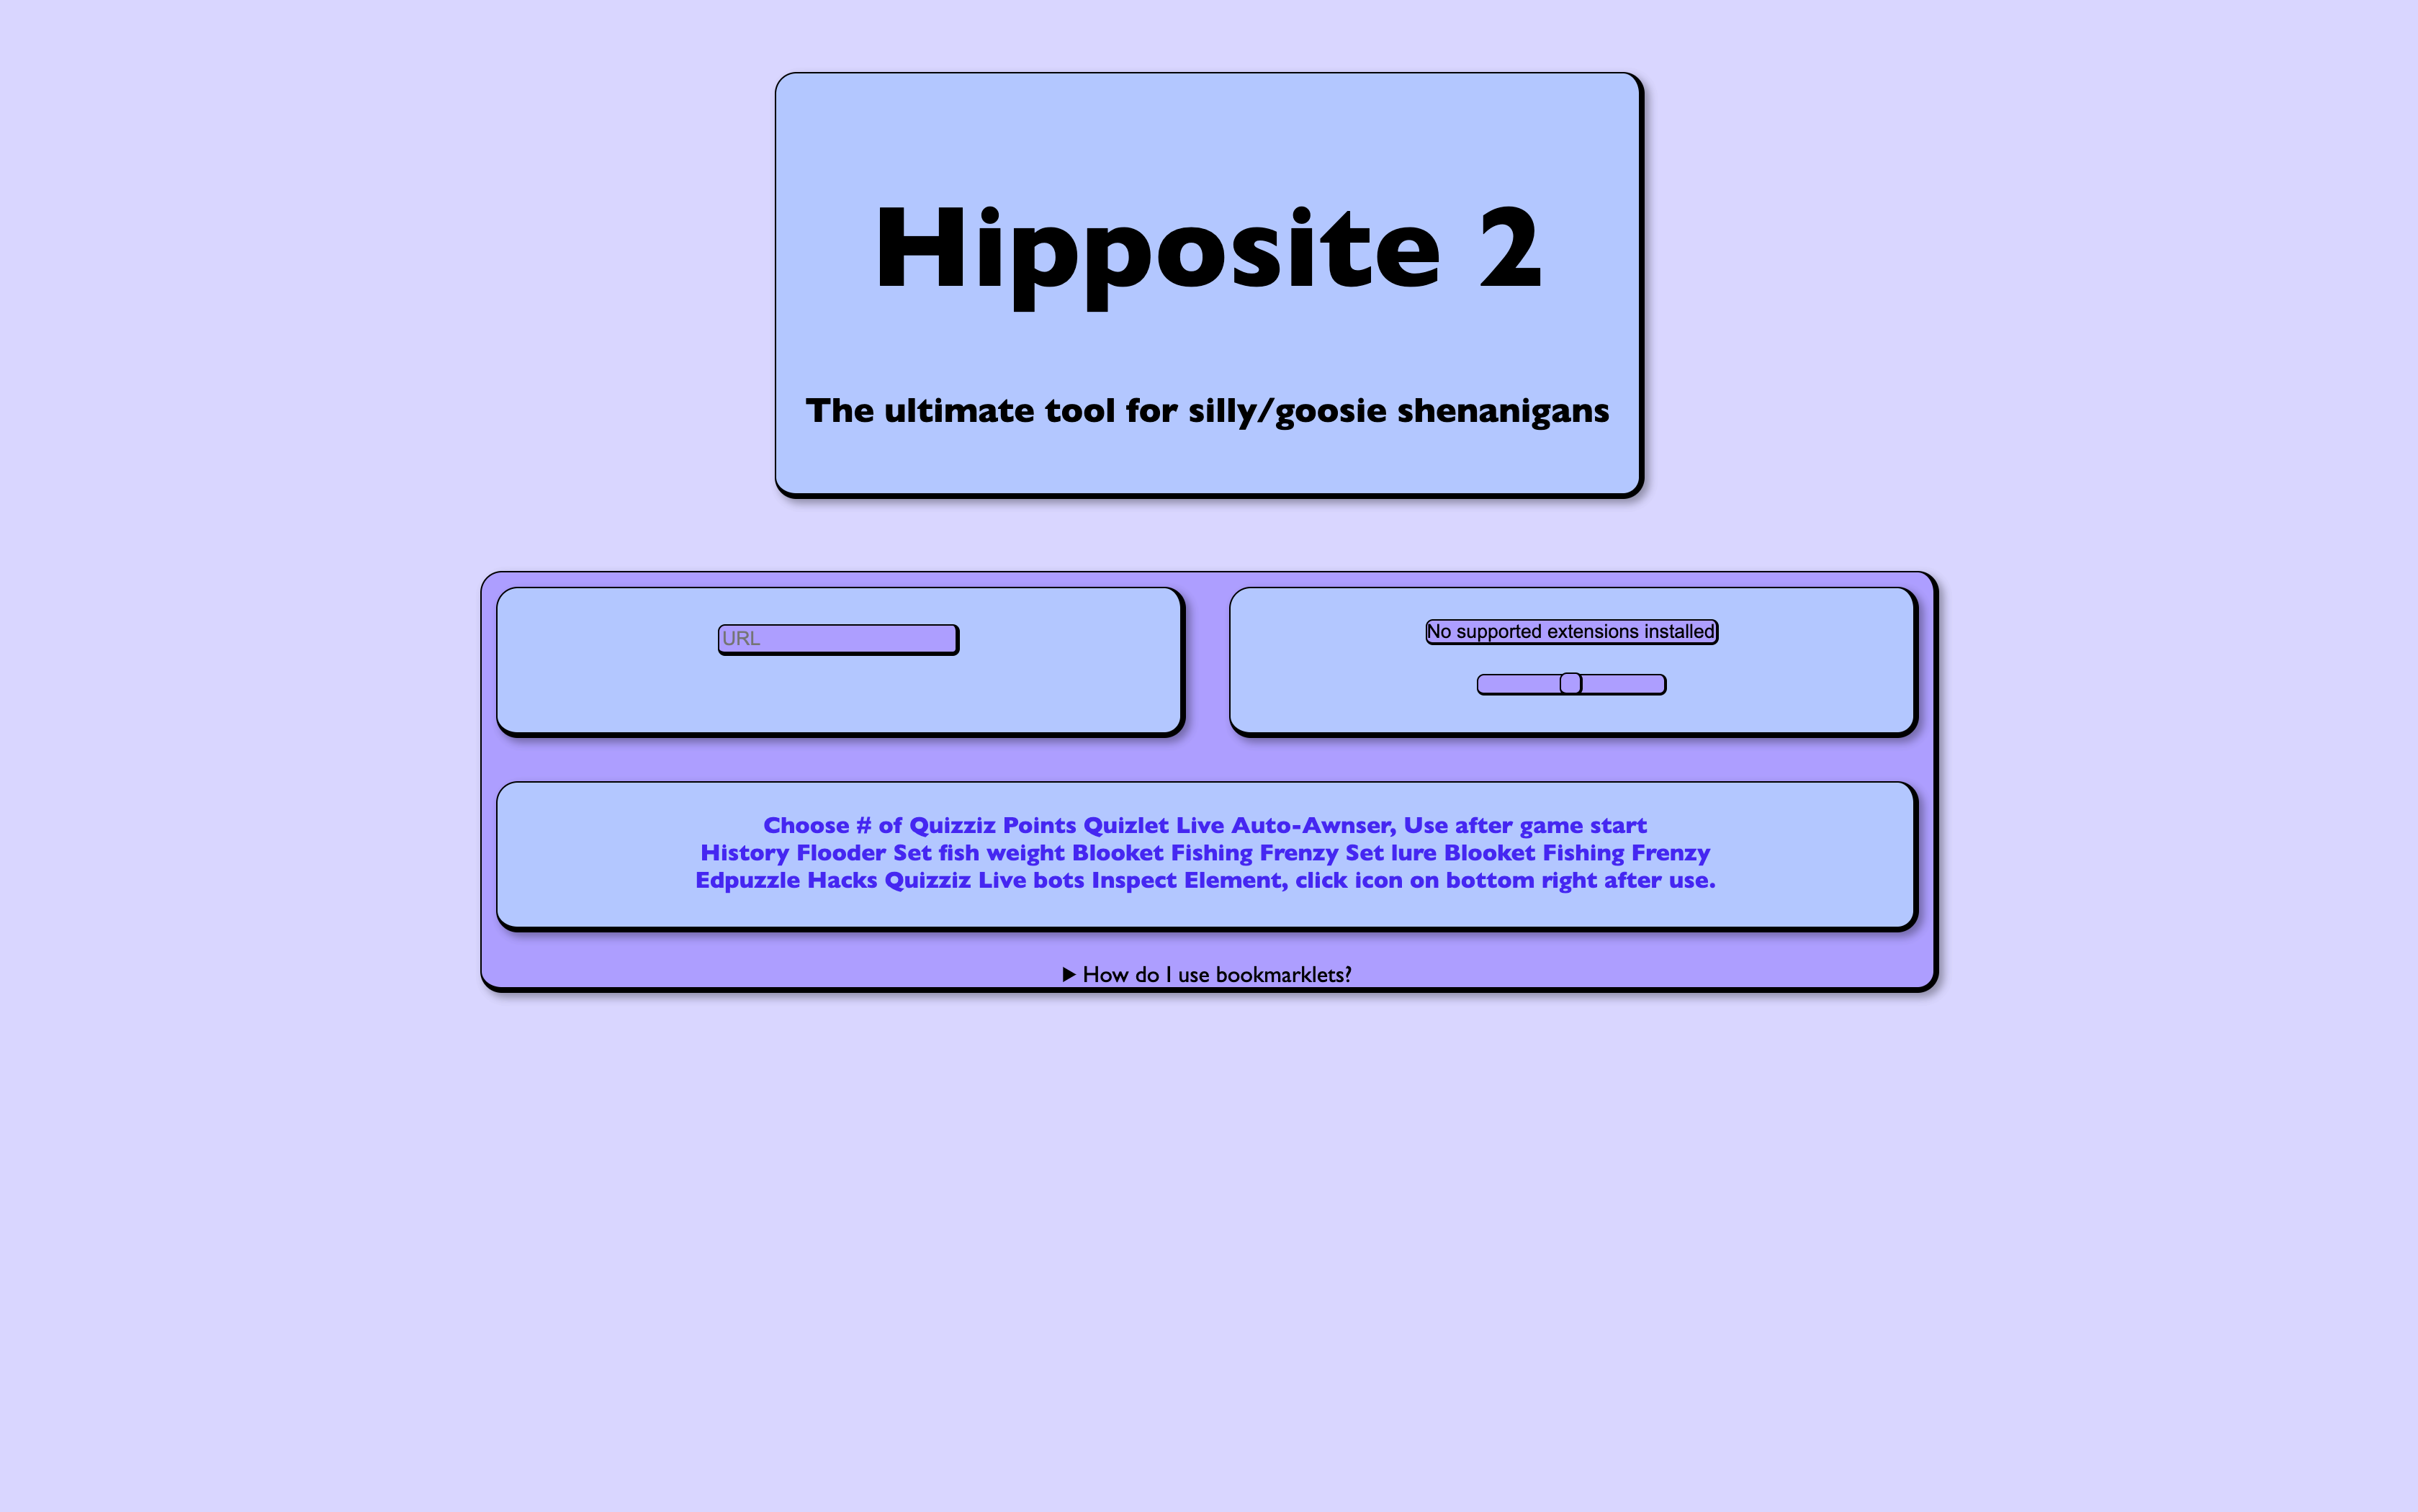 Hipposite 2
The ultimate tool for silly/goosie shenanigans
URL
No supported extensions installed
Choose # of Quizziz Points Quizlet Live Auto-Awnser, Use after game start
History Flooder Set fish weight Blooket Fishing Frenzy Set lure Blooket Fishing Frenzy
Edpuzzle Hacks Quizziz Live bots Inspect Element, click icon on bottom right after use.
▶ How do I use bookmarklets?